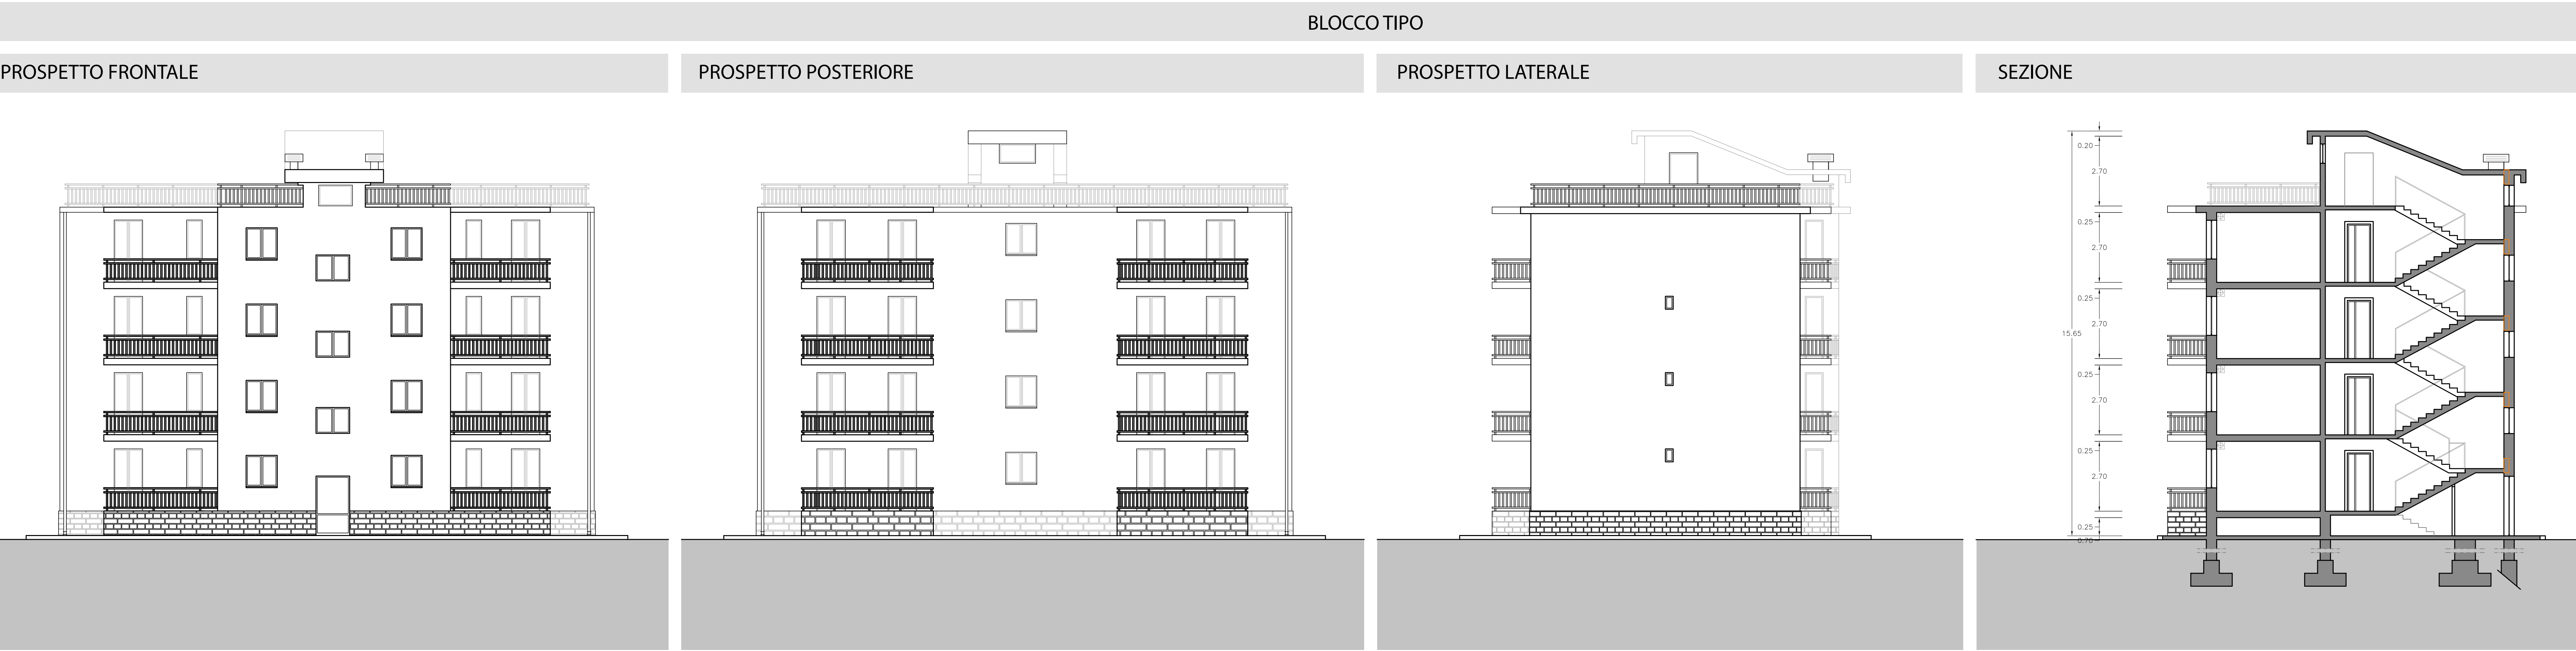 BLOCCO TIPO
PROSPETTO FRONTALE
PROSPETTO POSTERIORE
PROSPETTO LATERALE
SEZIONE
0.20
2.70
0.25
2.70
0.25
2.70
15.65
0.25
2.70
0.25
2.70
0.25
0.70